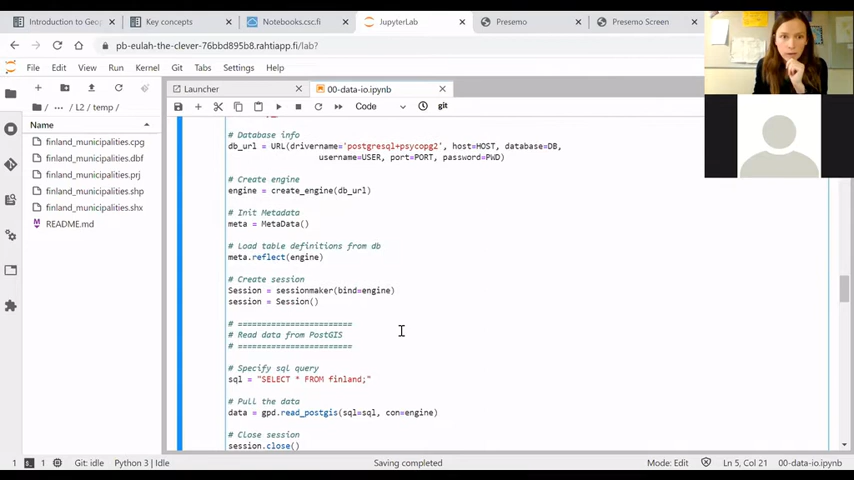 Introduction to Geop
Key concepts
Notebooks.csc.fi
JupyterLab
Presemo
Presemo Screen
pb-eulah-the-clever-76bbd895b8.rahtiapp.fi/lab?
File Edit View Run Kernel Git Tabs Settings Help
Launcher
00-data-io.ipynb
Code
git
/ ··· / L2 / temp /
Name
finland_municipalities.cpg
finland_municipalities.dbf
finland_municipalities.prj
finland_municipalities.shp
finland_municipalities.shx
README.md
# Database info
db_url = URL(drivername='postgresql+psycopg2', host=HOST, database=DB,
username=USER, port=PORT, password=PWD)
# Create engine
engine = create_engine(db_url)
# Init Metadata
meta = MetaData()
# Load table definitions from db
meta.reflect(engine)
# Create session
Session = sessionmaker(bind=engine)
session = Session()
# ========================
# Read data from PostGIS
# ========================
# Specify sql query
sql = "SELECT * FROM finland;"
# Pull the data
data = gpd.read_postgis(sql=sql, con=engine)
# Close session
session.close()
1 1 Git: idle Python 3 | Idle Saving completed Mode: Edit Ln 5, Col 21 00-data-io.ipynb